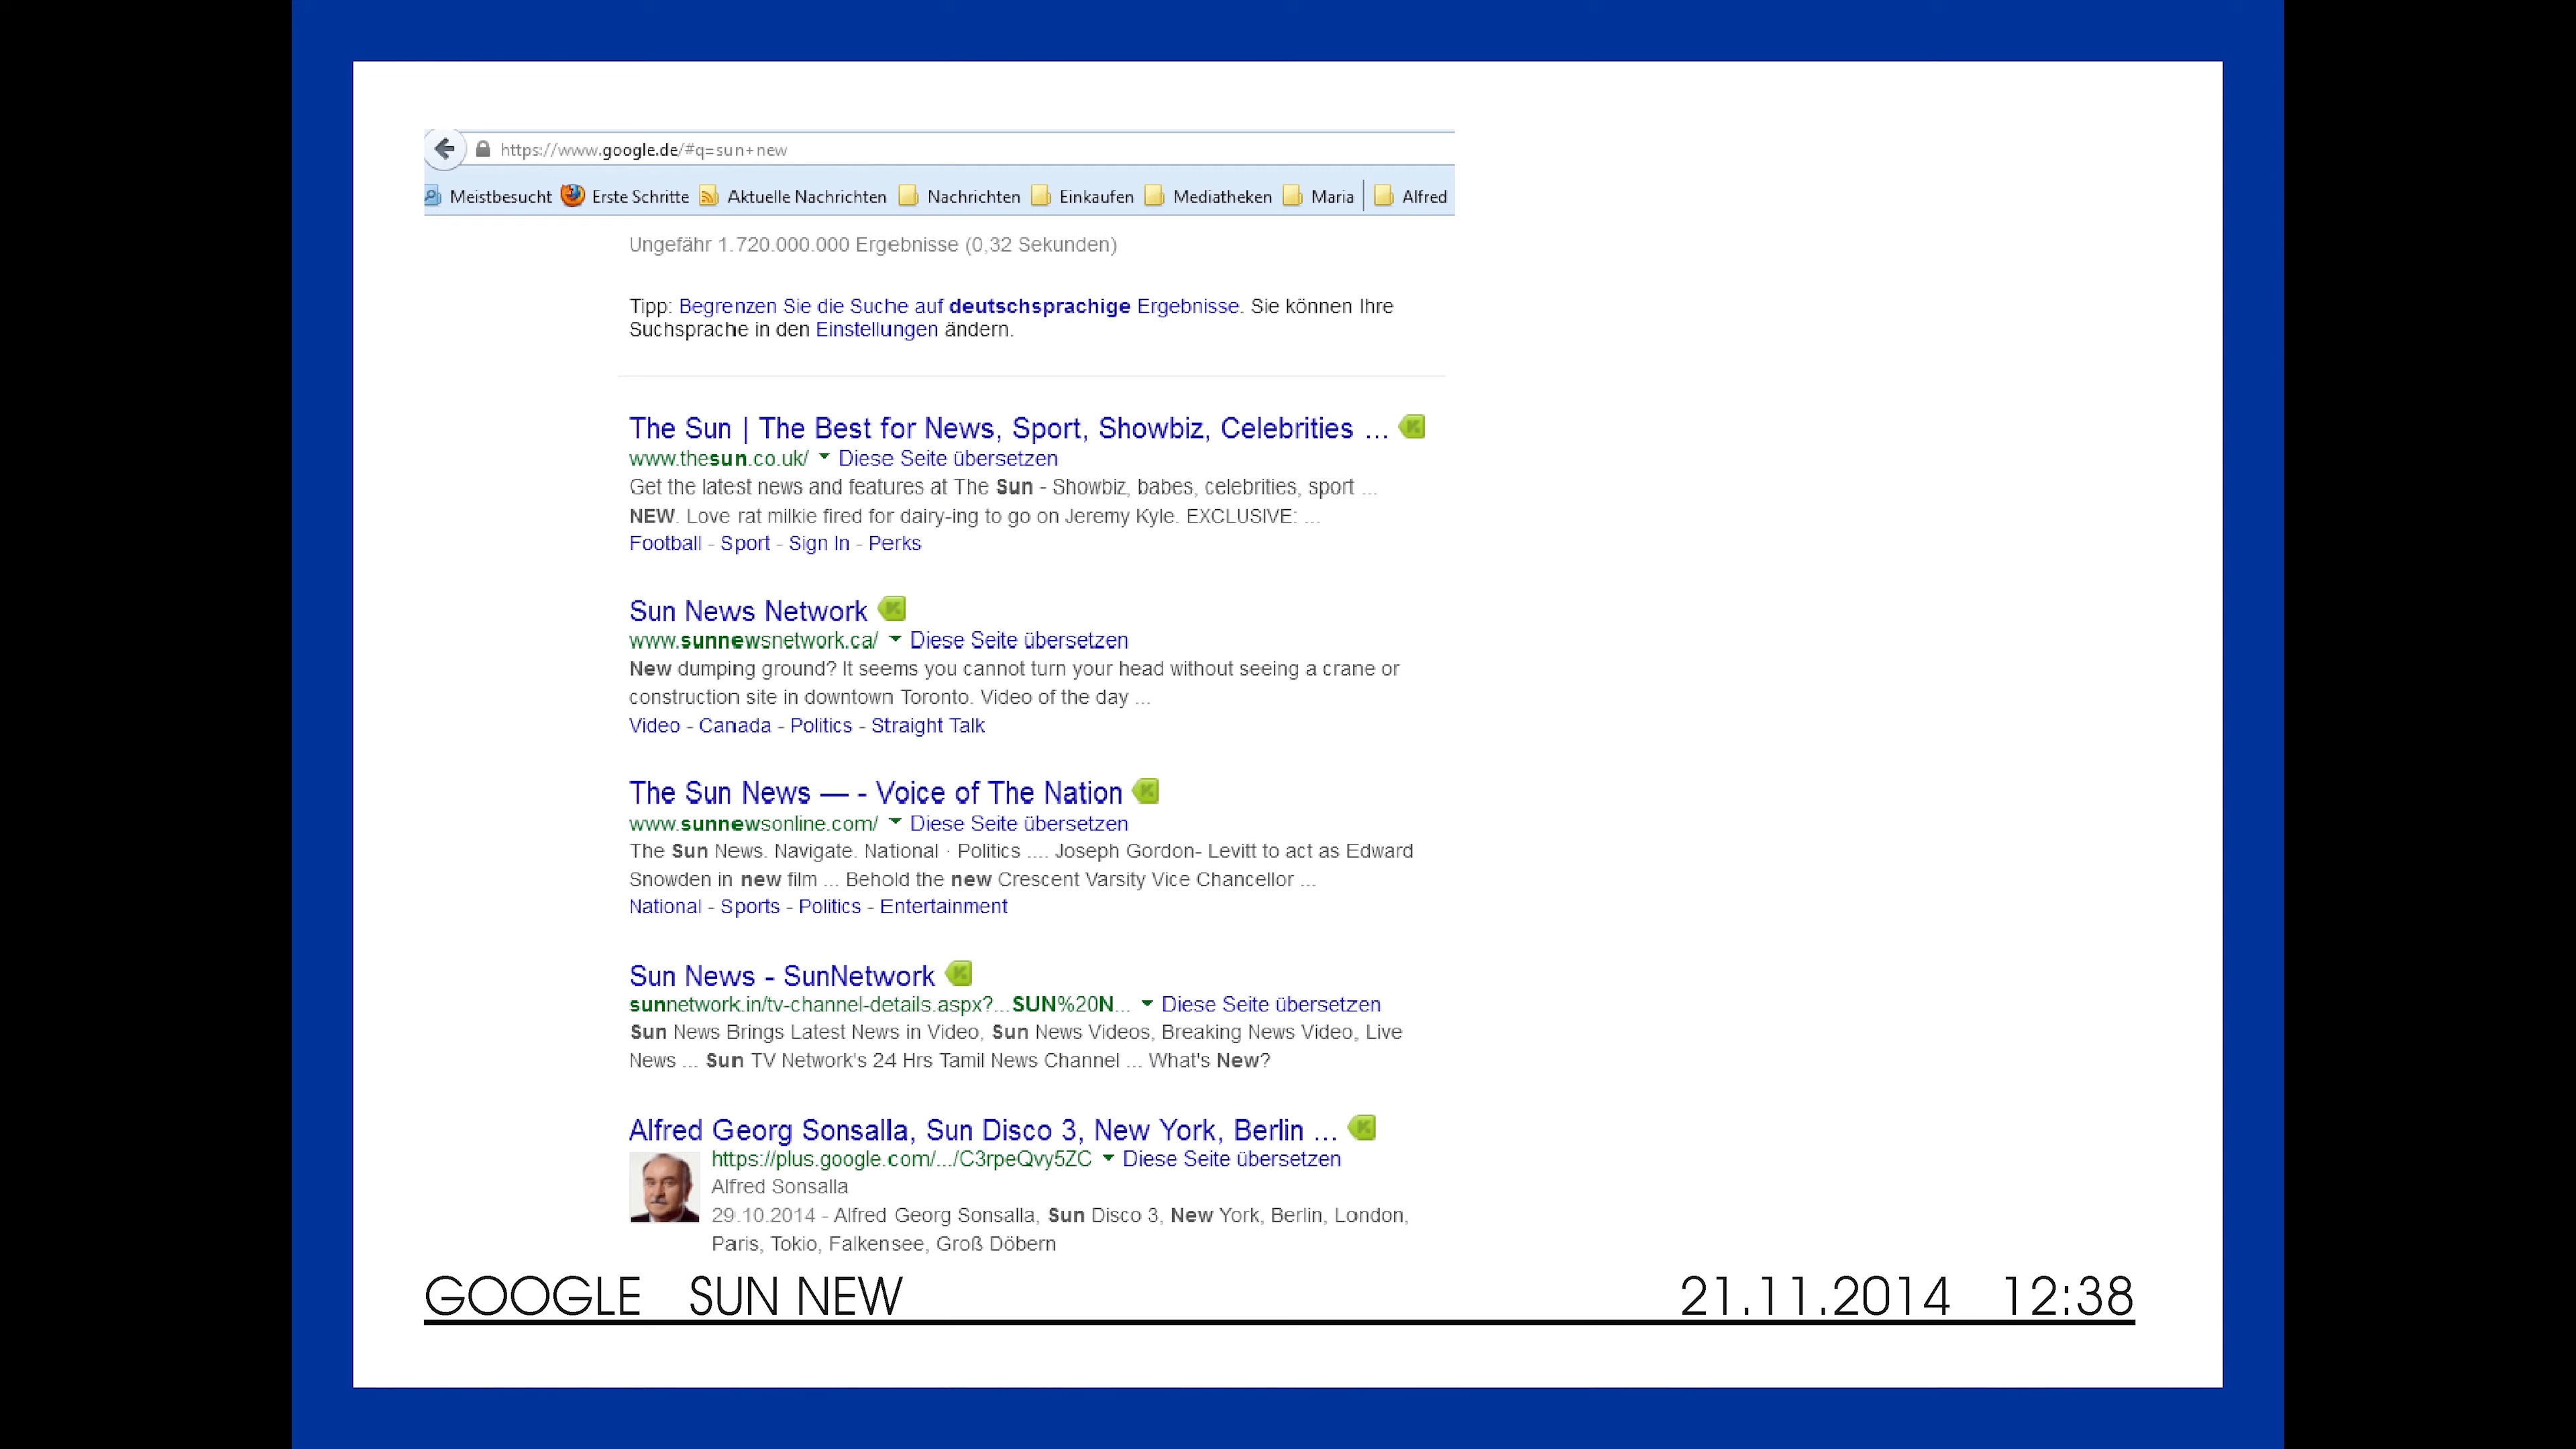 https://www.google.de/#q=sun+new
Meistbesucht Erste Schritte Aktuelle Nachrichten Nachrichten Einkaufen Mediatheken Maria Alfred
Ungefähr 1.720.000.000 Ergebnisse (0,32 Sekunden)
Tipp: Begrenzen Sie die Suche auf deutschsprachige Ergebnisse. Sie können Ihre
Suchsprache in den Einstellungen ändern.
The Sun | The Best for News, Sport, Showbiz, Celebrities ...
www.thesun.co.uk/ Diese Seite übersetzen
Get the latest news and features at The Sun - Showbiz, babes, celebrities, sport ...
NEW. Love rat milkie fired for dairy-ing to go on Jeremy Kyle. EXCLUSIVE: ...
Football - Sport - Sign In - Perks
Sun News Network
www.sunnewsnetwork.ca/ Diese Seite übersetzen
New dumping ground? It seems you cannot turn your head without seeing a crane or
construction site in downtown Toronto. Video of the day ...
Video - Canada - Politics - Straight Talk
The Sun News — - Voice of The Nation
www.sunnewsonline.com/ Diese Seite übersetzen
The Sun News. Navigate. National · Politics .... Joseph Gordon- Levitt to act as Edward
Snowden in new film ... Behold the new Crescent Varsity Vice Chancellor ...
National - Sports - Politics - Entertainment
Sun News - SunNetwork
sunnetwork.in/tv-channel-details.aspx?...SUN%20N... Diese Seite übersetzen
Sun News Brings Latest News in Video, Sun News Videos, Breaking News Video, Live
News ... Sun TV Network's 24 Hrs Tamil News Channel ... What's New?
Alfred Georg Sonsalla, Sun Disco 3, New York, Berlin ...
https://plus.google.com/.../C3rpeQvy5ZC Diese Seite übersetzen
Alfred Sonsalla
29.10.2014 - Alfred Georg Sonsalla, Sun Disco 3, New York, Berlin, London,
Paris, Tokio, Falkensee, Groß Döbern
GOOGLE SUN NEW 21.11.2014 12:38